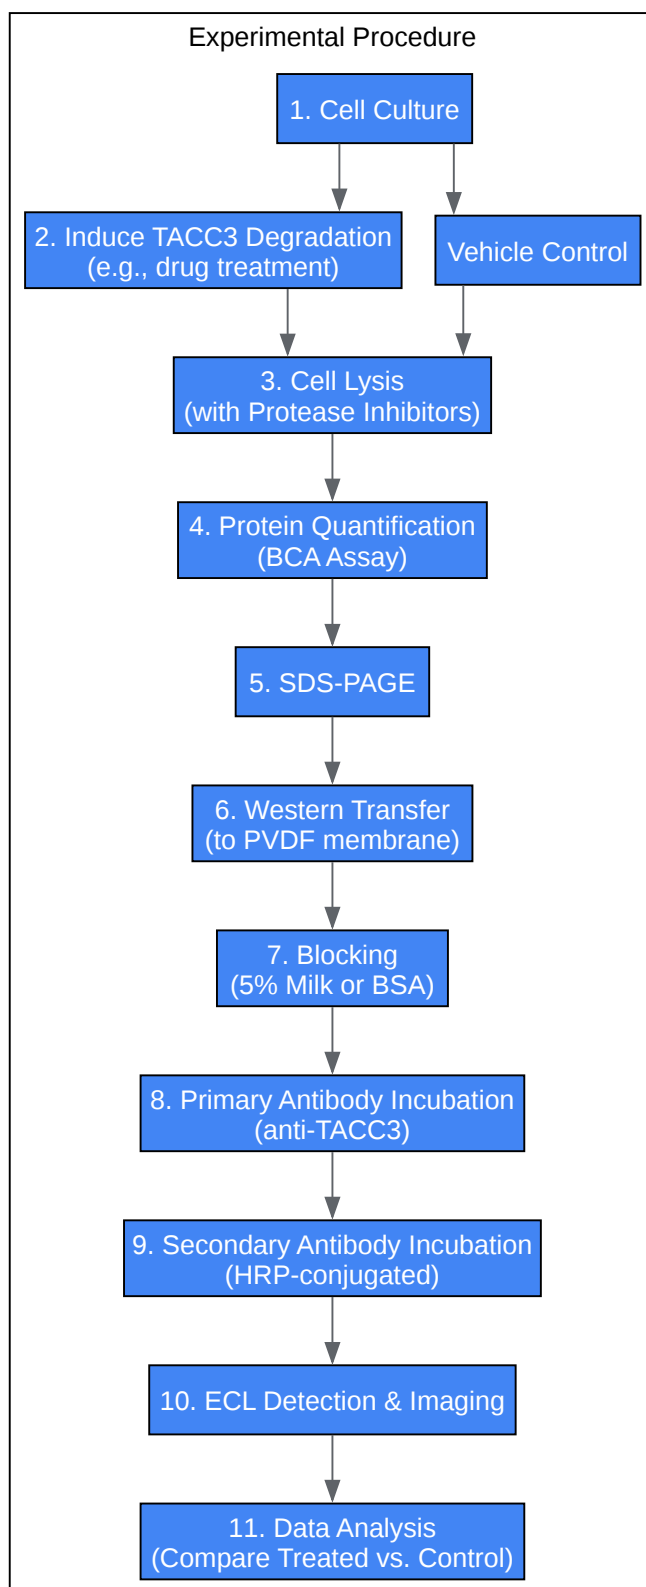 Experimental Procedure
1. Cell Culture
2. Induce TACC3 Degradation
(e.g., drug treatment)
Vehicle Control
3. Cell Lysis
(with Protease Inhibitors)
4. Protein Quantification
(BCA Assay)
5. SDS-PAGE
6. Western Transfer
(to PVDF membrane)
7. Blocking
(5% Milk or BSA)
8. Primary Antibody Incubation
(anti-TACC3)
9. Secondary Antibody Incubation
(HRP-conjugated)
10. ECL Detection & Imaging
11. Data Analysis
(Compare Treated vs. Control)